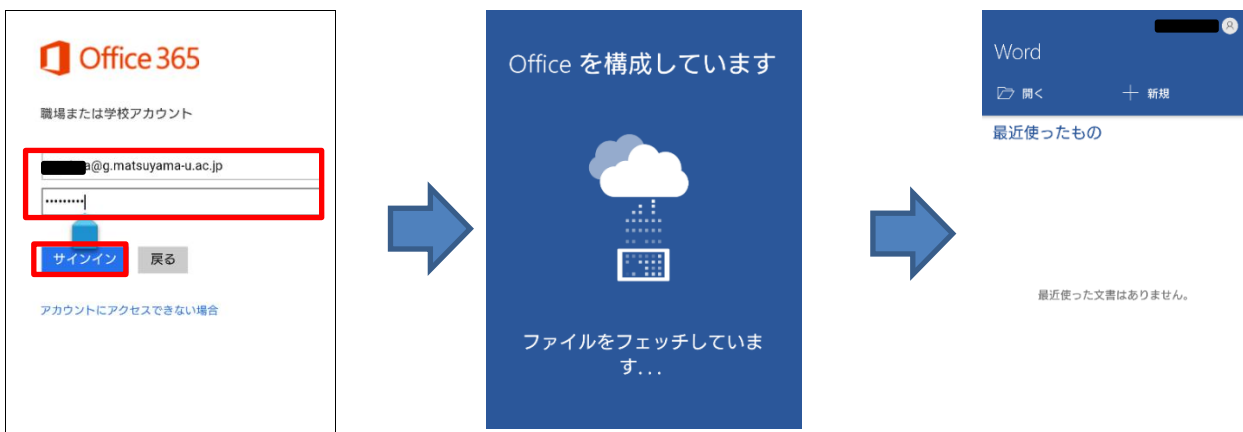 Office 365
職場または学校アカウント
a@g.matsuyama-u.ac.jp
•••••••••
サインイン
戻る
アカウントにアクセスできない場合
Office を構成しています
ファイルをフェッチしていま
す...
Word
開く
新規
最近使ったもの
最近使った文書はありません。